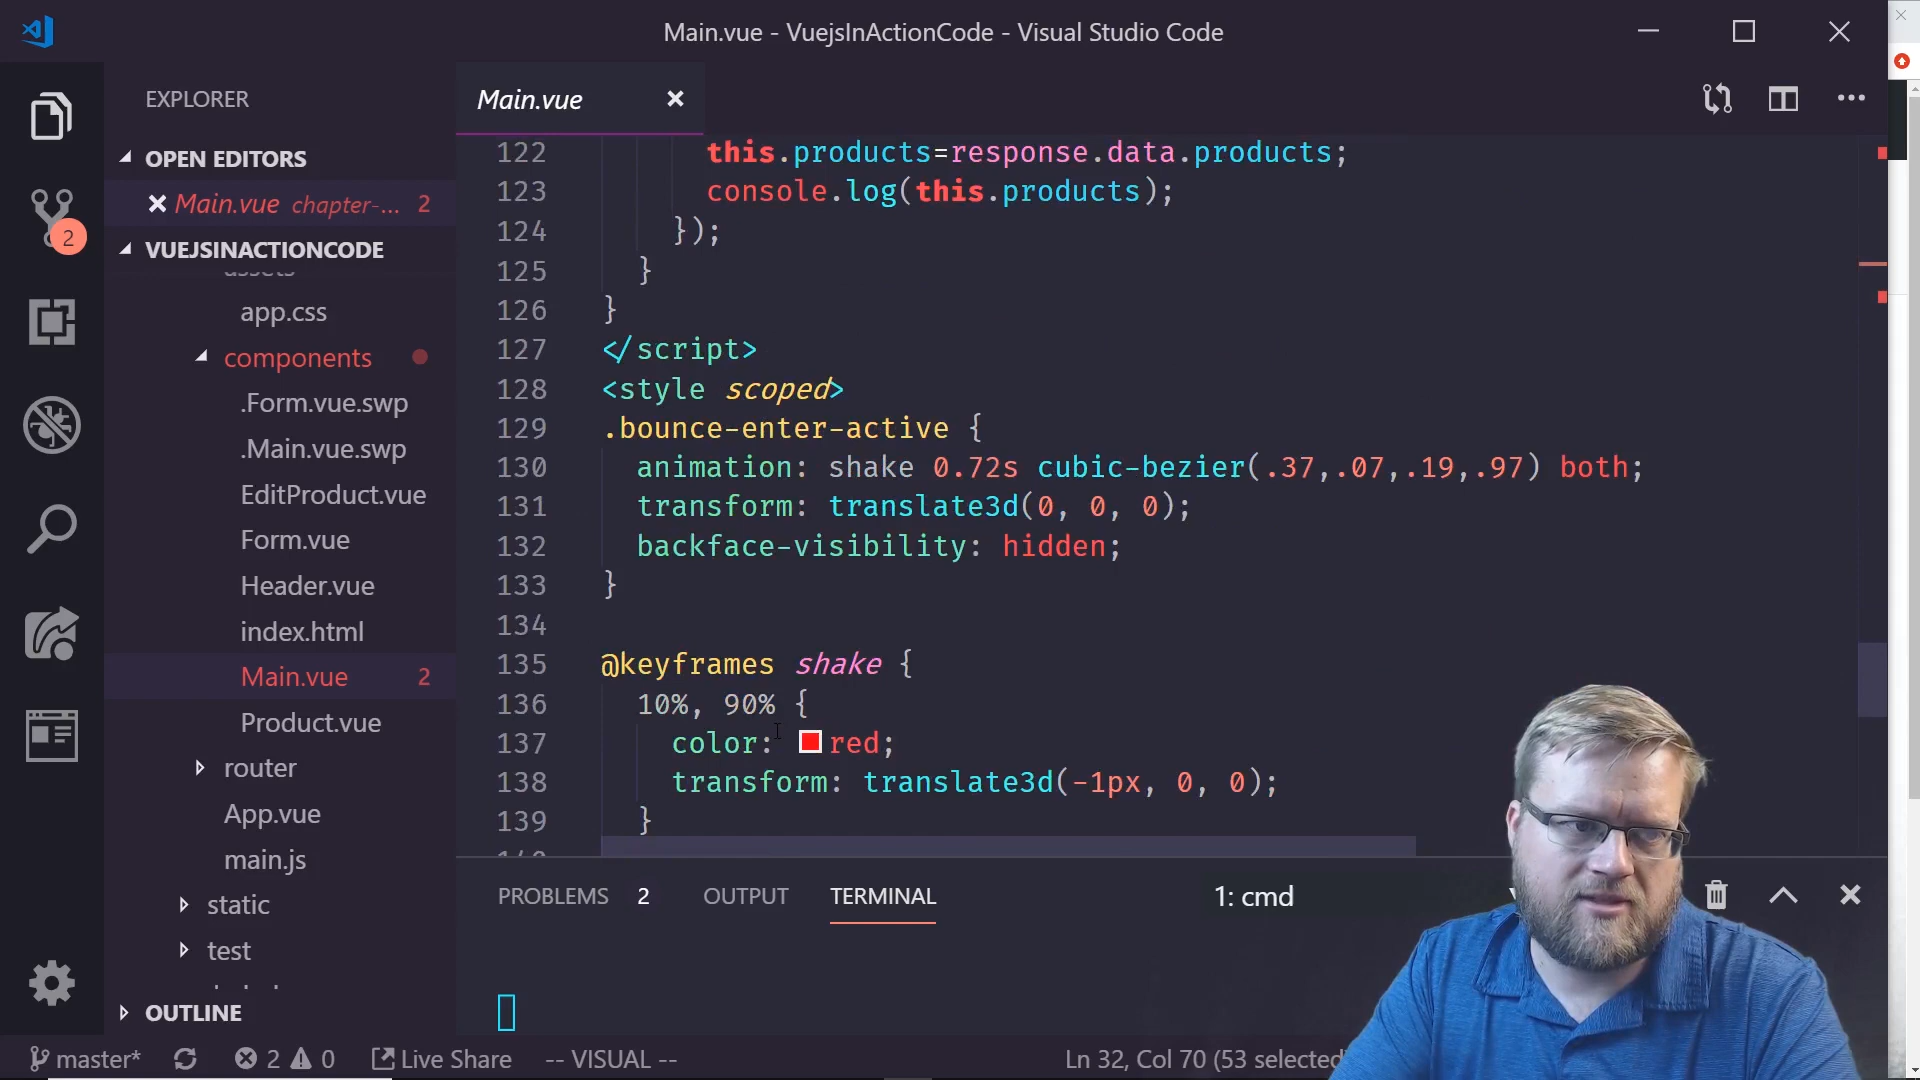 Main.vue - VuejsInActionCode - Visual Studio Code
EXPLORER
OPEN EDITORS
Main.vue chapter-... 2
2
VUEJSINACTIONCODE
assets
app.css
components
.Form.vue.swp
.Main.vue.swp
EditProduct.vue
Form.vue
Header.vue
index.html
Main.vue 2
Product.vue
router
App.vue
main.js
static
test
OUTLINE
Main.vue
122 this.products=response.data.products;
123 console.log(this.products);
124 });
125 }
126 }
127 </script>
128 <style scoped>
129 .bounce-enter-active {
130 animation: shake 0.72s cubic-bezier(.37,.07,.19,.97) both;
131 transform: translate3d(0, 0, 0);
132 backface-visibility: hidden;
133 }
134
135 @keyframes shake {
136 10%, 90% {
137 color: red;
138 transform: translate3d(-1px, 0, 0);
139 }
140
PROBLEMS 2 OUTPUT TERMINAL 1: cmd
master* 2 0 Live Share -- VISUAL -- Ln 32, Col 70 (53 selected